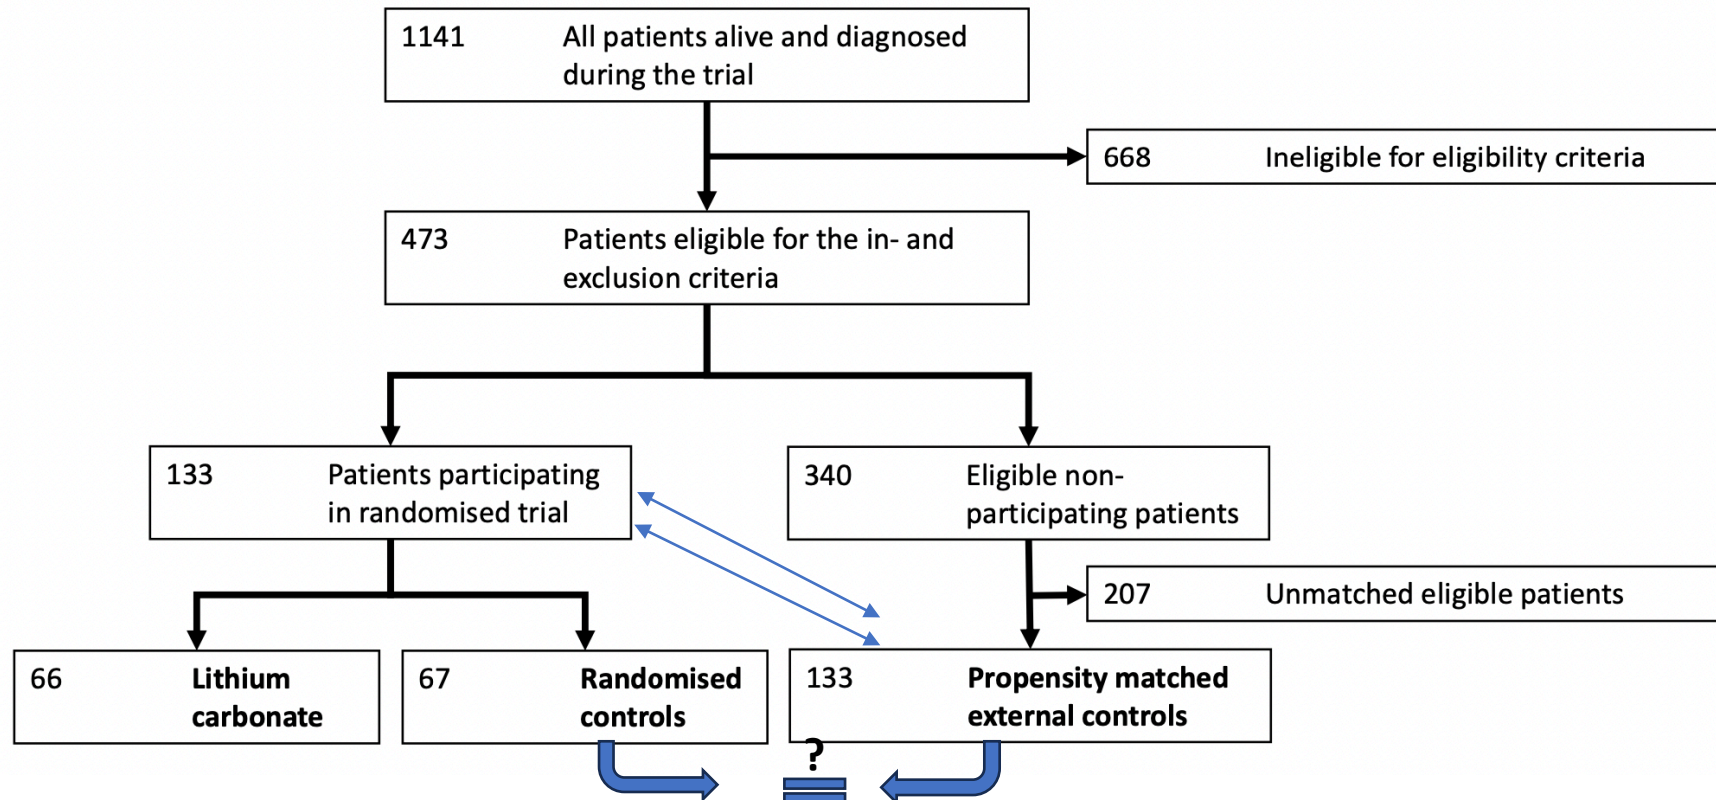 1141 All patients alive and diagnosed
during the trial
668 Ineligible for eligibility criteria
473 Patients eligible for the in- and
exclusion criteria
133 Patients participating
in randomised trial
340 Eligible non-
participating patients
207 Unmatched eligible patients
66 Lithium
carbonate
67 Randomised
controls
133 Propensity matched
external controls
?